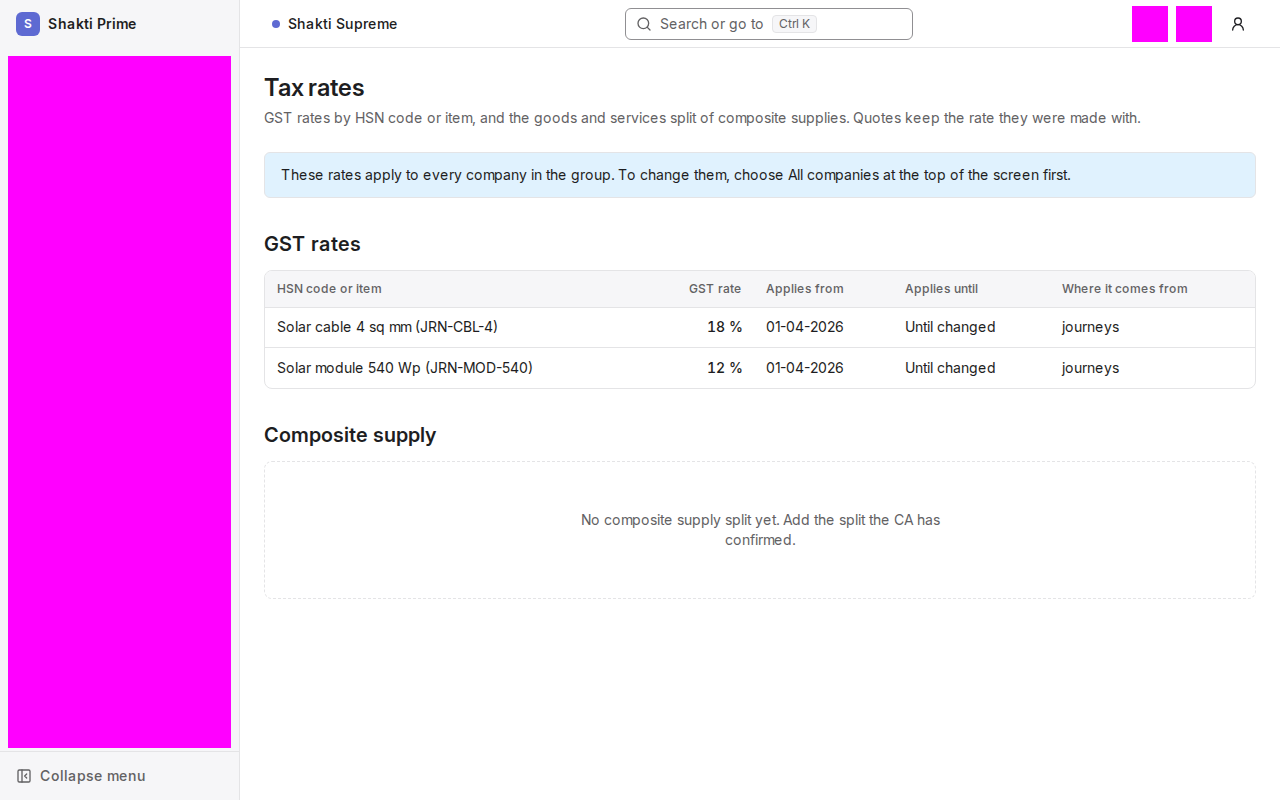 S Shakti Prime
Shakti Supreme
Search or go to Ctrl K
Tax rates
GST rates by HSN code or item, and the goods and services split of composite supplies. Quotes keep the rate they were made with.
These rates apply to every company in the group. To change them, choose All companies at the top of the screen first.
GST rates
HSN code or item GST rate Applies from Applies until Where it comes from
Solar cable 4 sq mm (JRN-CBL-4) 18 % 01-04-2026 Until changed journeys
Solar module 540 Wp (JRN-MOD-540) 12 % 01-04-2026 Until changed journeys
Composite supply
No composite supply split yet. Add the split the CA has
confirmed.
Collapse menu